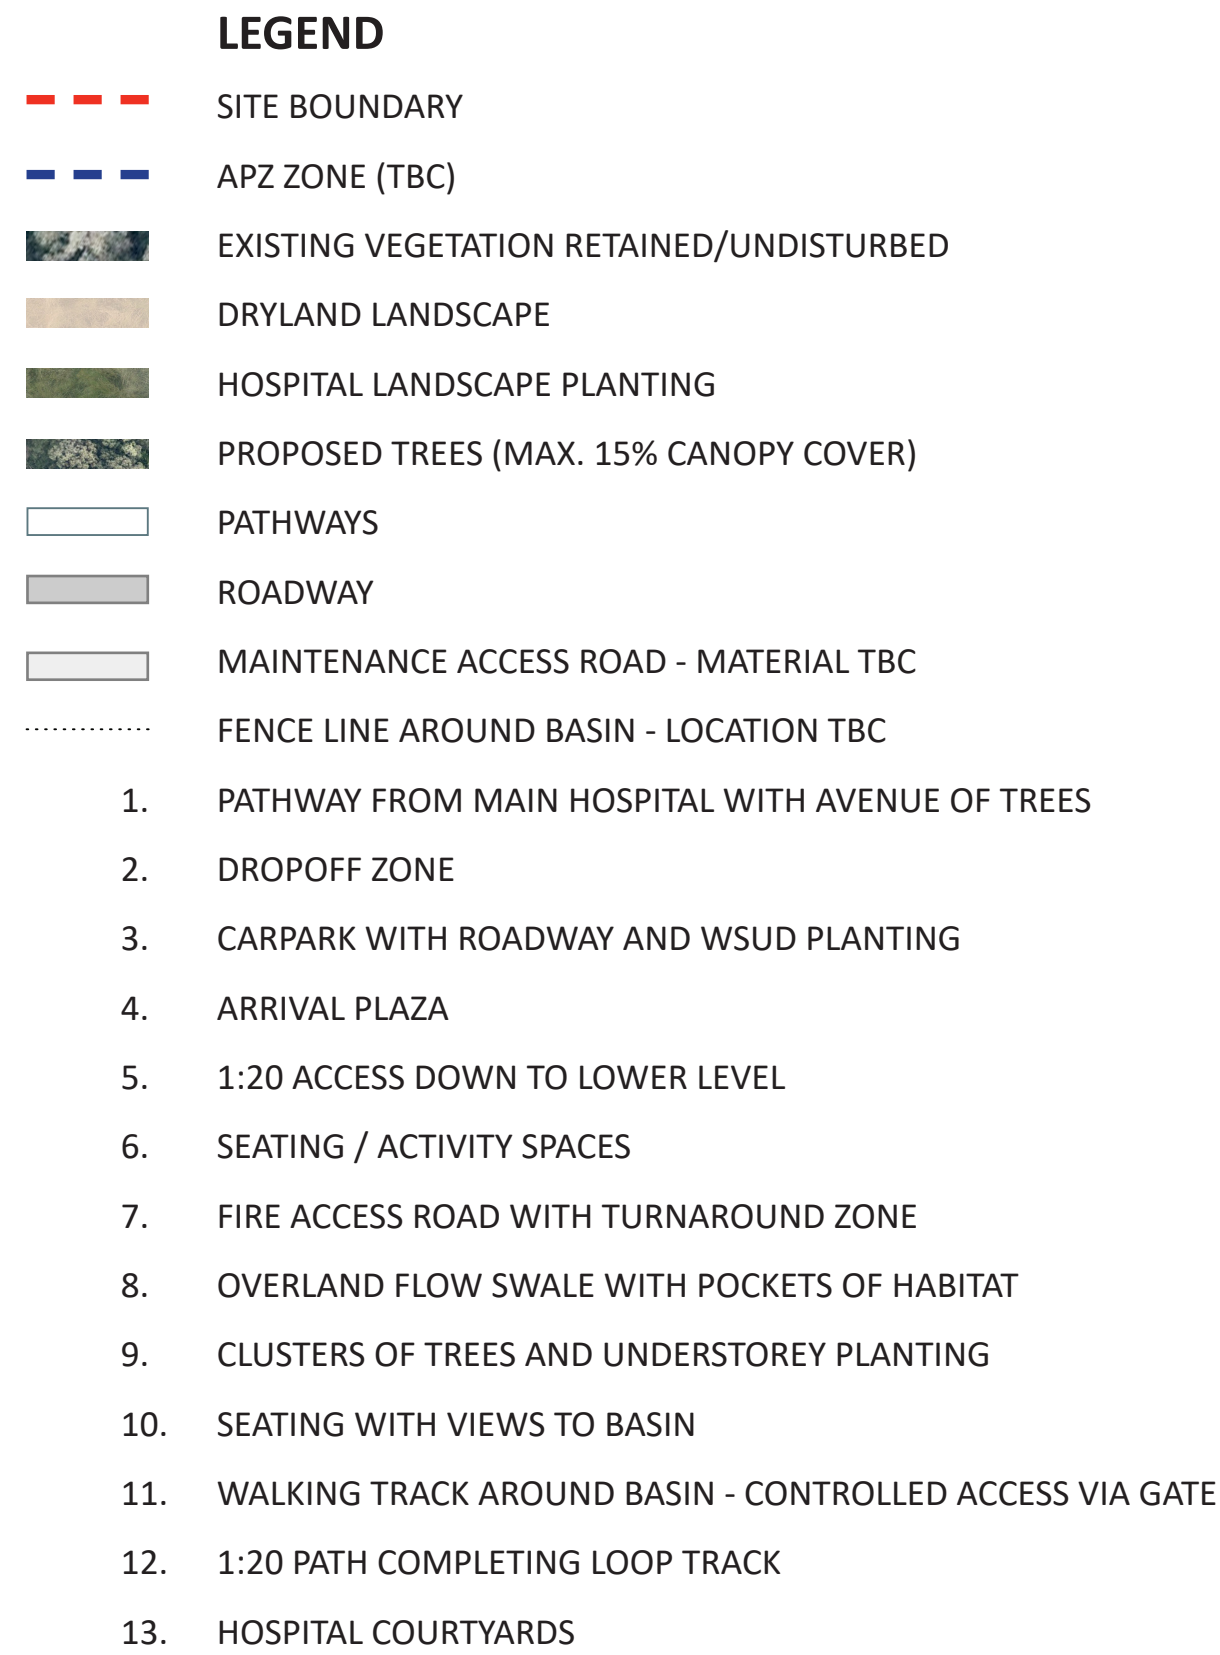 LEGEND
SITE BOUNDARY
APZ ZONE (TBC)
EXISTING VEGETATION RETAINED/UNDISTURBED
DRYLAND LANDSCAPE
HOSPITAL LANDSCAPE PLANTING
PROPOSED TREES (MAX. 15% CANOPY COVER)
PATHWAYS
ROADWAY
MAINTENANCE ACCESS ROAD - MATERIAL TBC
FENCE LINE AROUND BASIN - LOCATION TBC
1. PATHWAY FROM MAIN HOSPITAL WITH AVENUE OF TREES
2. DROPOFF ZONE
3. CARPARK WITH ROADWAY AND WSUD PLANTING
4. ARRIVAL PLAZA
5. 1:20 ACCESS DOWN TO LOWER LEVEL
6. SEATING / ACTIVITY SPACES
7. FIRE ACCESS ROAD WITH TURNAROUND ZONE
8. OVERLAND FLOW SWALE WITH POCKETS OF HABITAT
9. CLUSTERS OF TREES AND UNDERSTOREY PLANTING
10. SEATING WITH VIEWS TO BASIN
11. WALKING TRACK AROUND BASIN - CONTROLLED ACCESS VIA GATE
12. 1:20 PATH COMPLETING LOOP TRACK
13. HOSPITAL COURTYARDS